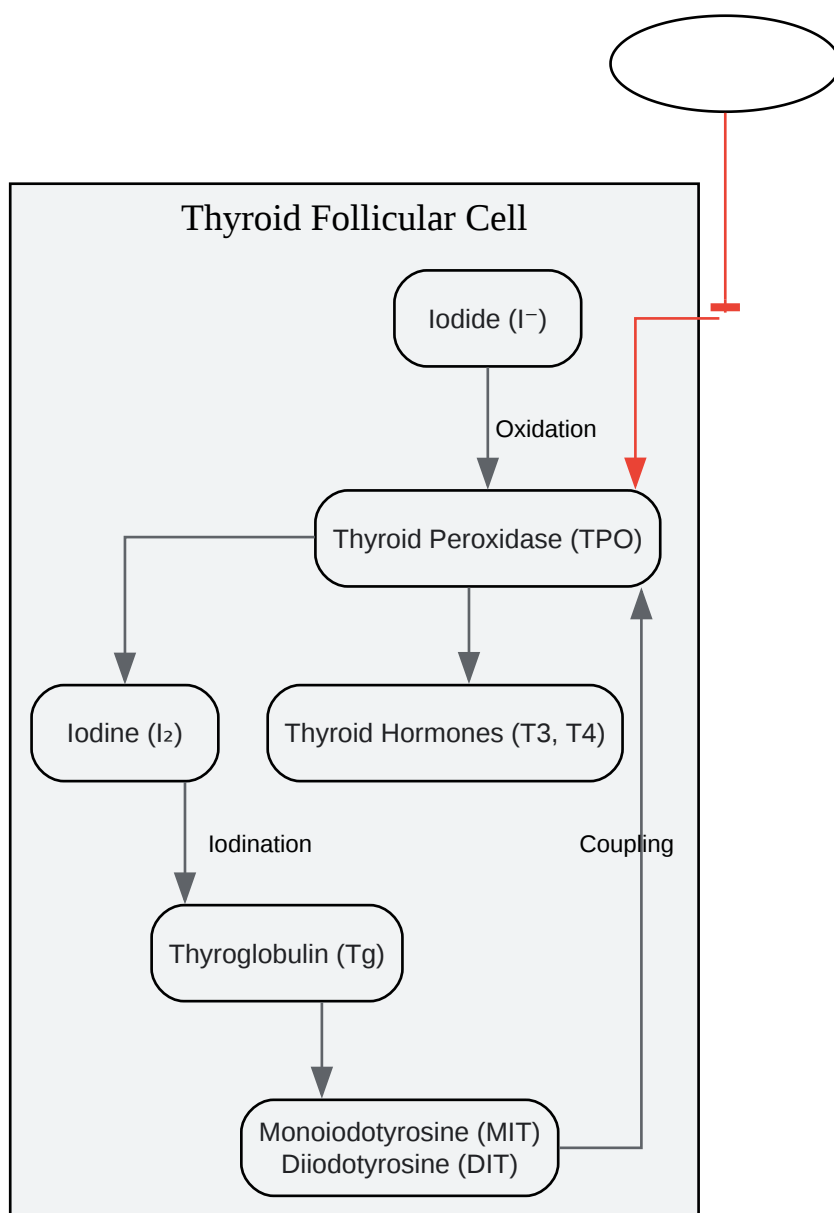 Thyroid Follicular Cell
Iodide (I⁻)
Oxidation
Thyroid Peroxidase (TPO)
Iodine (I₂)
Thyroid Hormones (T3, T4)
Iodination
Coupling
Thyroglobulin (Tg)
Monoiodotyrosine (MIT)
Diiodotyrosine (DIT)